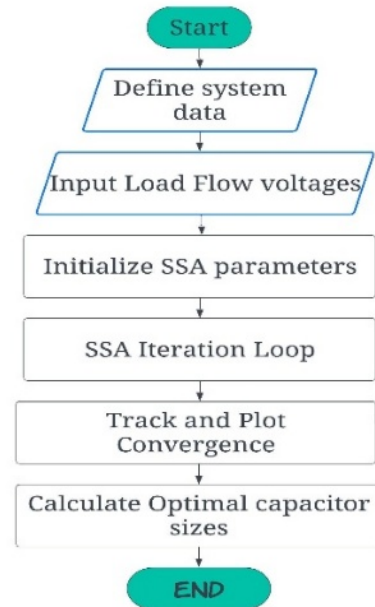 Start
Define system
data
Input Load Flow voltages
Initialize SSA parameters
SSA Iteration Loop
Track and Plot
Convergence
Calculate Optimal capacitor
sizes
END